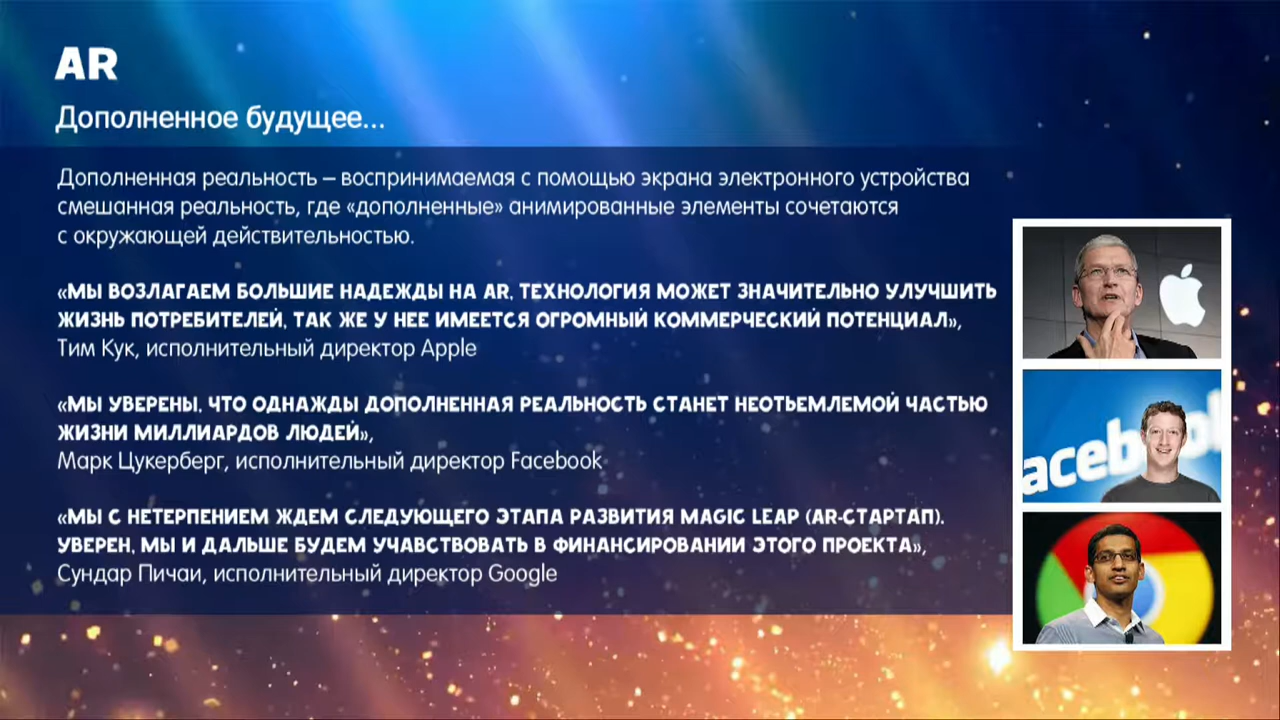 AR
Дополненное будущее...
Дополненная реальность – воспринимаемая с помощью экрана электронного устройства
смешанная реальность, где «дополненные» анимированные элементы сочетаются
с окружающей действительностью.
«МЫ ВОЗЛАГАЕМ БОЛЬШИЕ НАДЕЖДЫ НА AR. ТЕХНОЛОГИЯ МОЖЕТ ЗНАЧИТЕЛЬНО УЛУЧШИТЬ
ЖИЗНЬ ПОТРЕБИТЕЛЕЙ, ТАК ЖЕ У НЕЕ ИМЕЕТСЯ ОГРОМНЫЙ КОММЕРЧЕСКИЙ ПОТЕНЦИАЛ»,
Тим Кук, исполнительный директор Apple
«МЫ УВЕРЕНЫ, ЧТО ОДНАЖДЫ ДОПОЛНЕННАЯ РЕАЛЬНОСТЬ СТАНЕТ НЕОТЬЕМЛЕМОЙ ЧАСТЬЮ
ЖИЗНИ МИЛЛИАРДОВ ЛЮДЕЙ»,
Марк Цукерберг, исполнительный директор Facebook
acebo
«МЫ С НЕТЕРПЕНИЕМ ЖДЕМ СЛЕДУЮЩЕГО ЭТАПА РАЗВИТИЯ MAGIC LEAP (AR-СТАРТАП).
УВЕРЕН, МЫ И ДАЛЬШЕ БУДЕМ УЧАВСТВОВАТЬ В ФИНАНСИРОВАНИИ ЭТОГО ПРОЕКТА»,
Сундар Пичаи, исполнительный директор Google